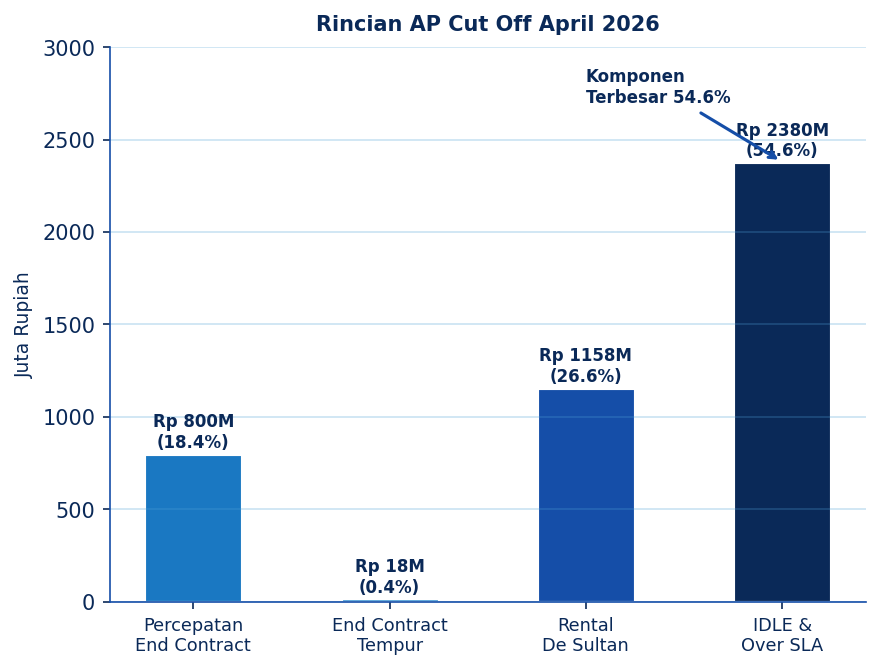 Rincian AP Cut Off April 2026
Juta Rupiah
3000
2500
2000
1500
1000
500
0
Komponen
Terbesar 54.6%
Rp 800M
(18.4%)
Rp 18M
(0.4%)
Rp 1158M
(26.6%)
Rp 2380M
(54.6%)
Percepatan
End Contract
End Contract
Tempur
Rental
De Sultan
IDLE &
Over SLA